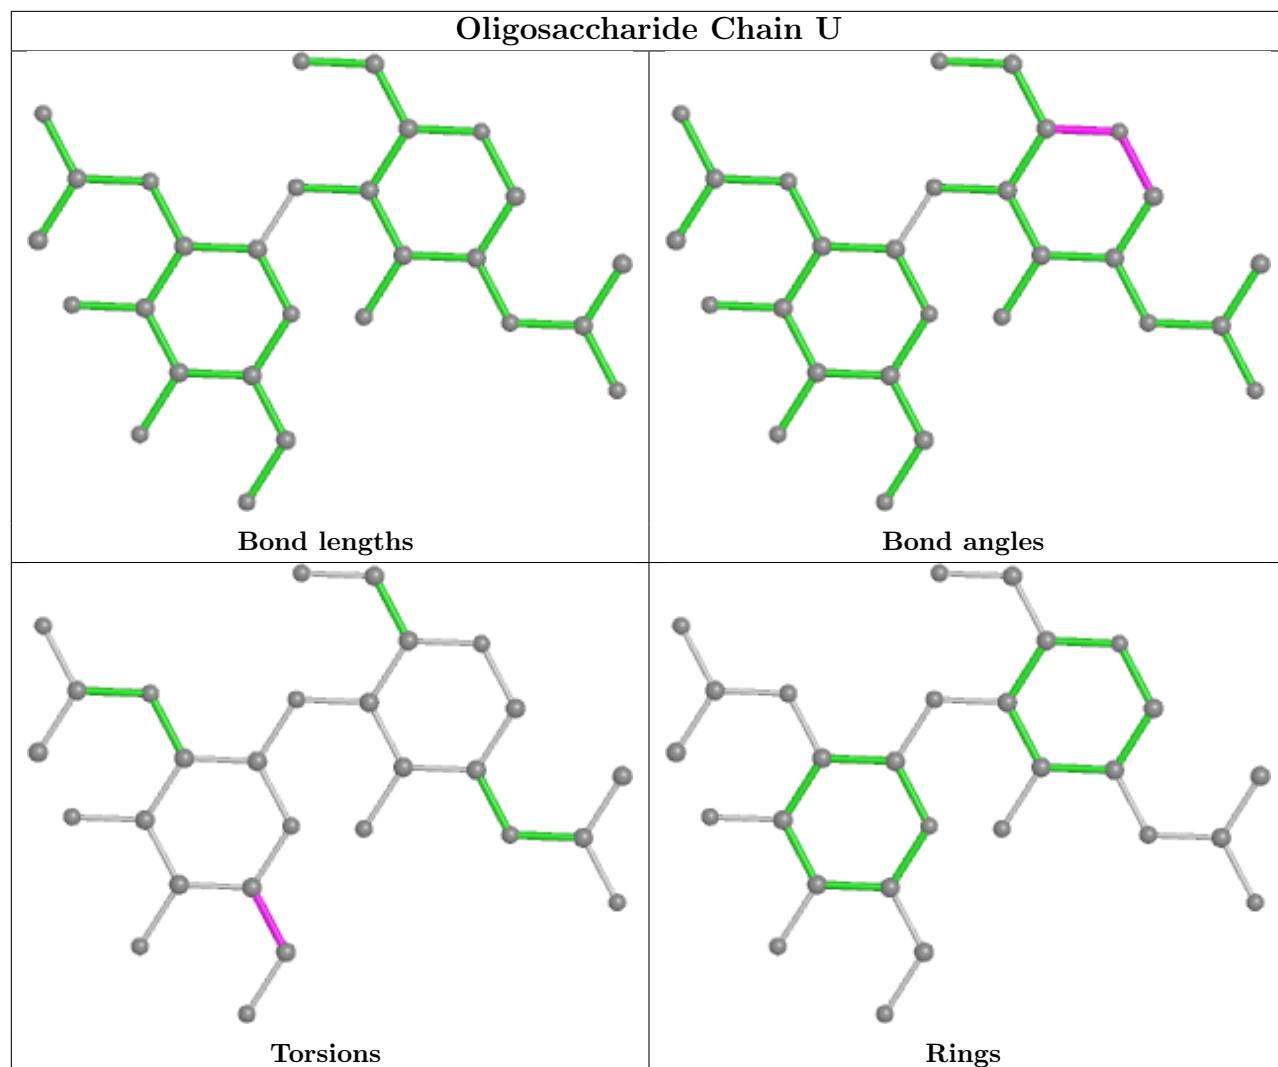 Oligosaccharide Chain U
Bond lengths
Bond angles
Torsions
Rings